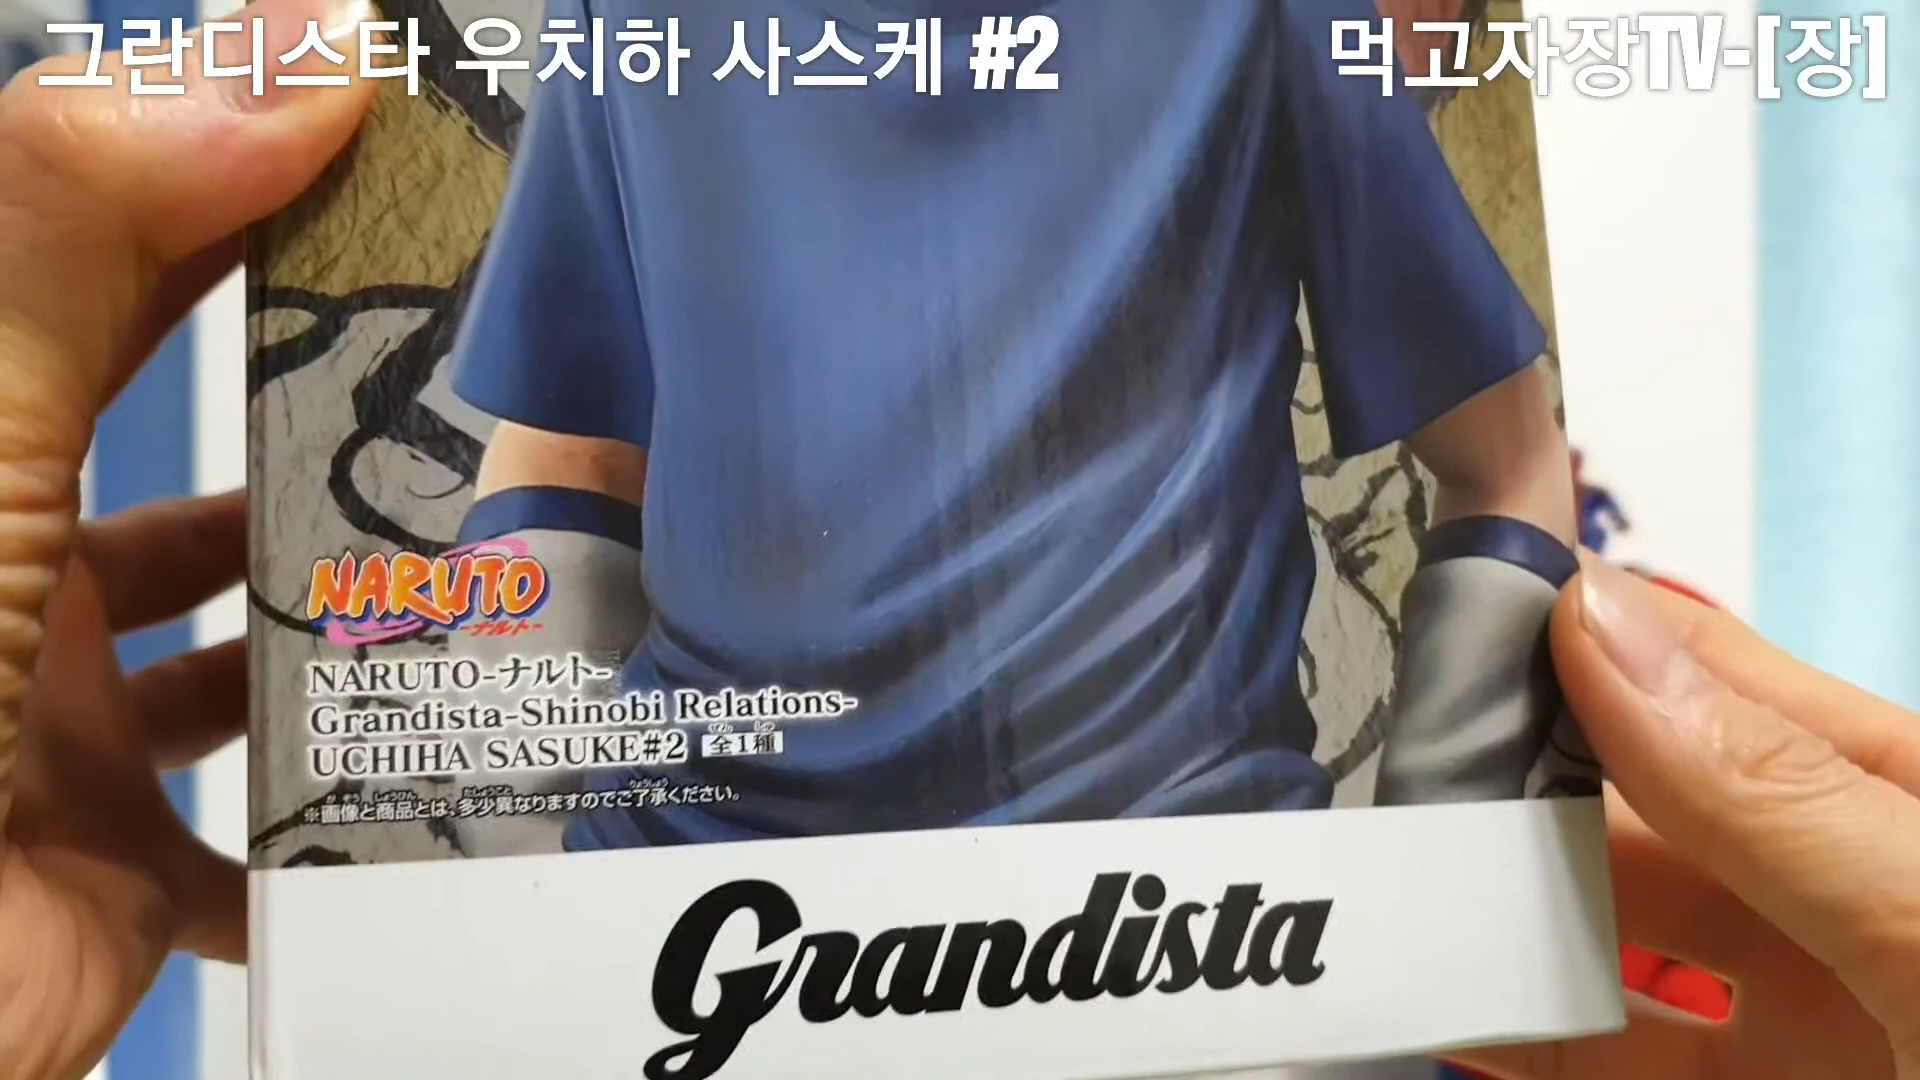 그란디스타 우치하 사스케 #2
먹고자장TV-[장]
NARUTO
-ナルト-
NARUTO-ナルト-
Grandista-Shinobi Relations-
UCHIHA SASUKE#2 全1種
※画像と商品とは、多少異なりますのでご了承ください。
Grandista